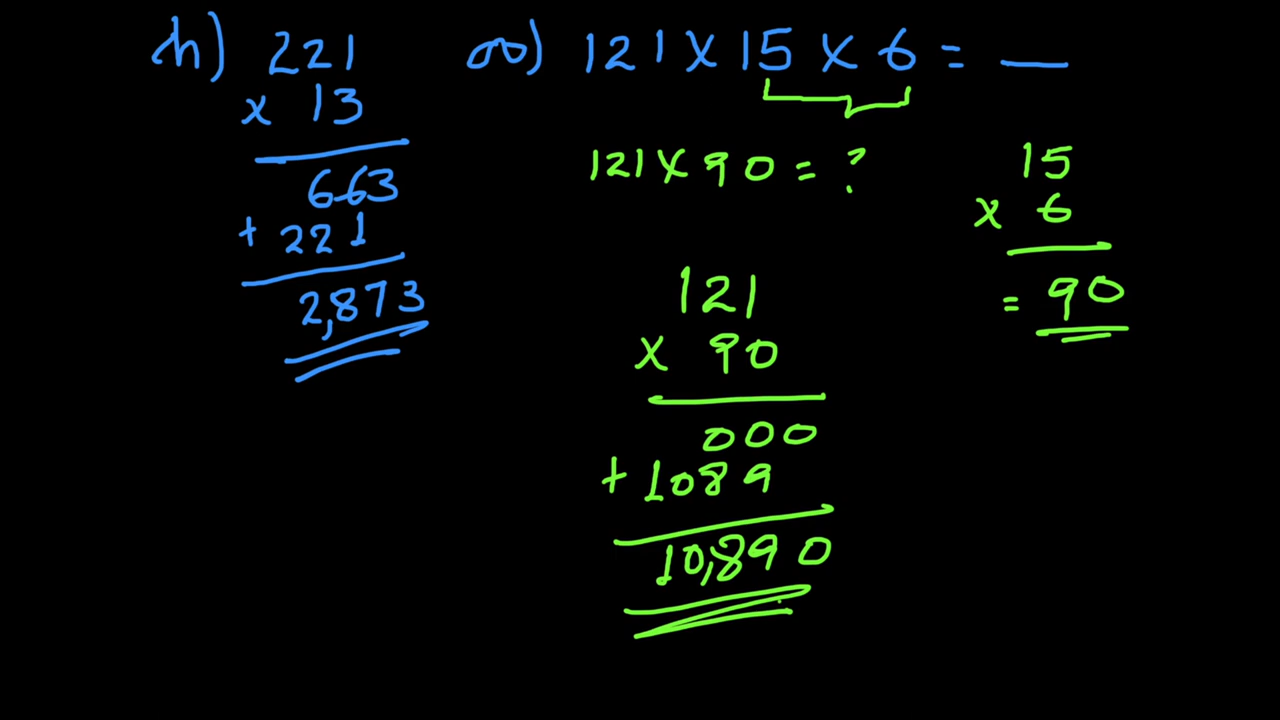 h) 221
x 13
663
+ 221
2,873
∞) 121 x 15 x 6 = __
121 x 90 = ?
121
x 90
000
+ 1089
10,890
15
x 6
= 90